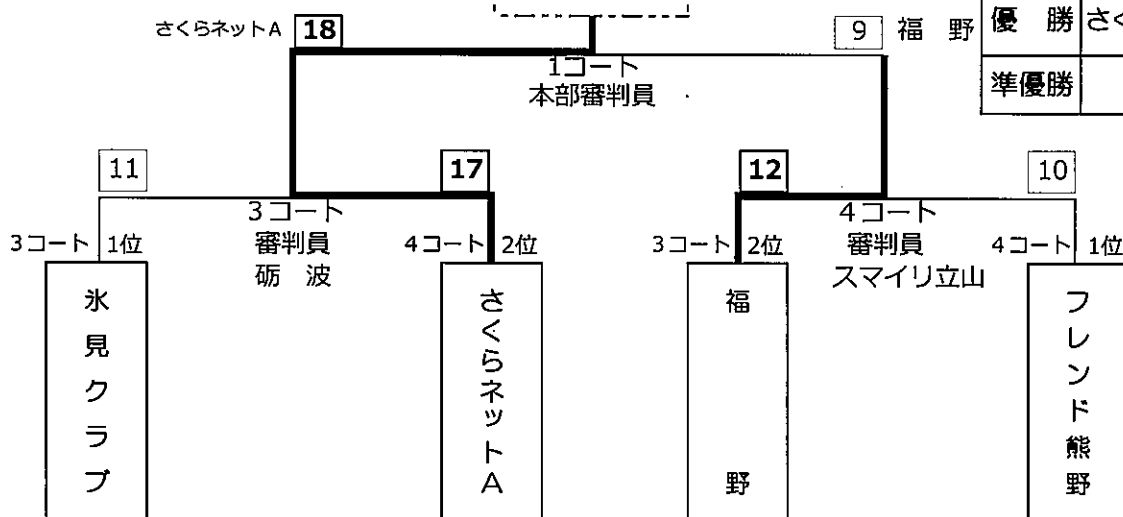 さくらネットA 18
9 福 野
優 勝 さく
準優勝
1コート
本部審判員
11
17
12
10
3コート 1位
3コート
審判員
砺 波
4コート 2位
3コート 2位
4コート
審判員
スマイリ立山
4コート 1位
氷見クラブ
さくらネットA
福 野
フレンド熊野